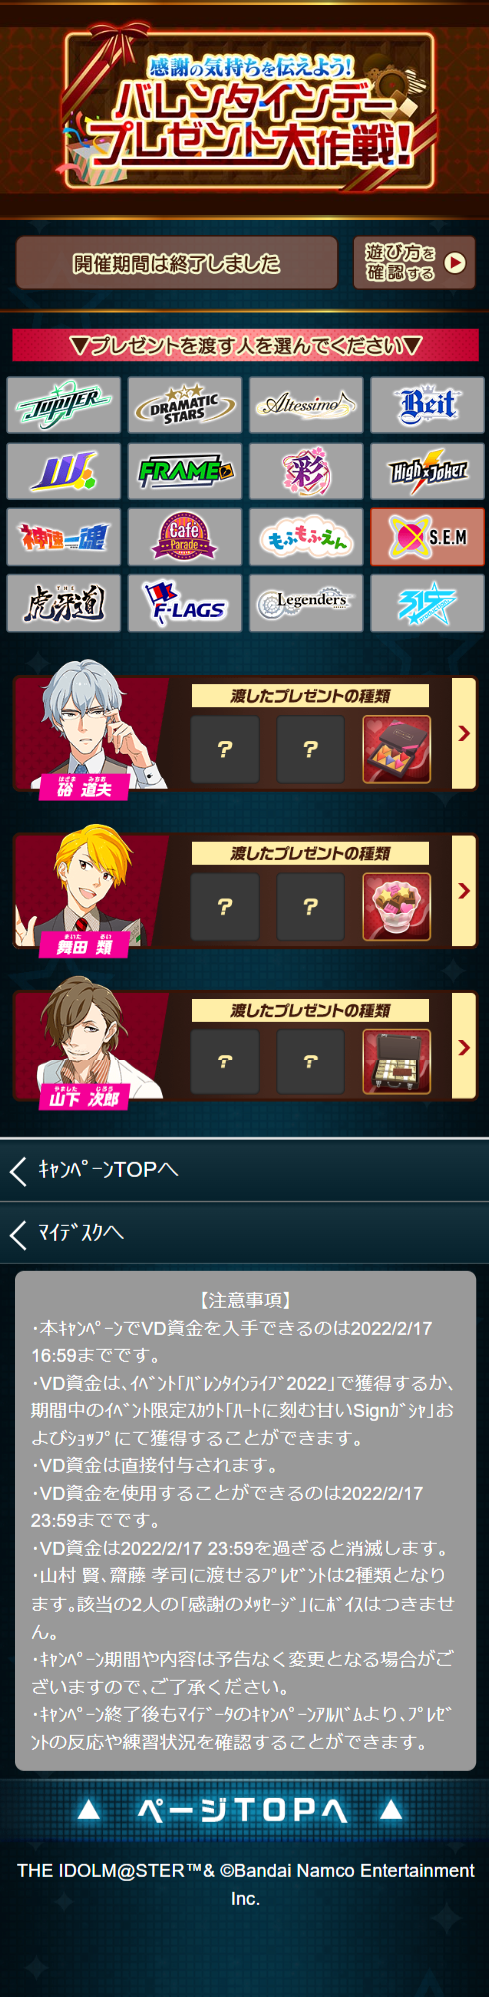 感謝の気持ちを伝えよう!
バレンタインデー
プレゼント大作戦!
開催期間は終了しました
遊び方を
確認する
▼プレゼントを渡す人を選んでください▼
JUPITER
DRAMATIC
STARS
Altessimo
Beit
W
FRAME
彩
High×Joker
神速一魂
Café
Parade
もふもふえん
S.E.M
THE
虎牙道
F-LAGS
Legenders
315
渡したプレゼントの種類
? ?
はざま みちお
硲 道夫
渡したプレゼントの種類
? ?
まいた るい
舞田 類
渡したプレゼントの種類
? ?
やました じろう
山下 次郎
ｷｬﾝﾍﾟｰﾝTOPへ
ﾏｲﾃﾞｽｸへ
【注意事項】
･本ｷｬﾝﾍﾟｰﾝでVD資金を入手できるのは2022/2/17
16:59までです。
･VD資金は､ｲﾍﾞﾝﾄ｢ﾊﾞﾚﾝﾀｲﾝﾗｲﾌﾞ2022｣で獲得するか､
期間中のｲﾍﾞﾝﾄ限定ｽｶｳﾄ｢ﾊｰﾄに刻む甘いSignｶﾞｼｬ｣お
よびｼｮｯﾌﾟにて獲得することができます。
･VD資金は直接付与されます。
･VD資金を使用することができるのは2022/2/17
23:59までです。
･VD資金は2022/2/17 23:59を過ぎると消滅します。
･山村 賢､齋藤 孝司に渡せるﾌﾟﾚｾﾞﾝﾄは2種類となり
ます｡該当の2人の｢感謝のﾒｯｾｰｼﾞ｣にﾎﾞｲｽはつきませ
ん。
･ｷｬﾝﾍﾟｰﾝ期間や内容は予告なく変更となる場合がご
ざいますので､ご了承ください。
･ｷｬﾝﾍﾟｰﾝ終了後もﾏｲﾃﾞｰﾀのｷｬﾝﾍﾟｰﾝｱﾙﾊﾞﾑより､ﾌﾟﾚｾﾞ
ﾝﾄの反応や練習状況を確認することができます。
▲ ページTOPへ ▲
THE IDOLM@STER™& ©Bandai Namco Entertainment
Inc.